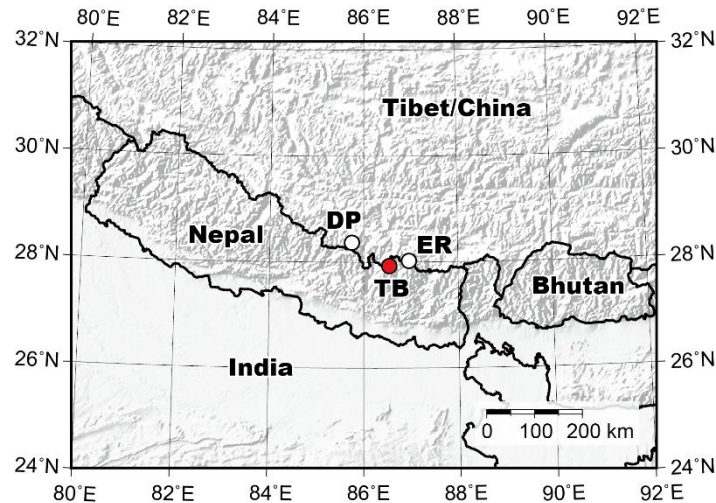 80°E 82°E 84°E 86°E 88°E 90°E 92°E
32°N 32°N
Tibet/China
30°N 30°N
DP
Nepal
ER
28°N 28°N
TB
Bhutan
26°N 26°N
India
0 100 200 km
24°N 24°N
80°E 82°E 84°E 86°E 88°E 90°E 92°E